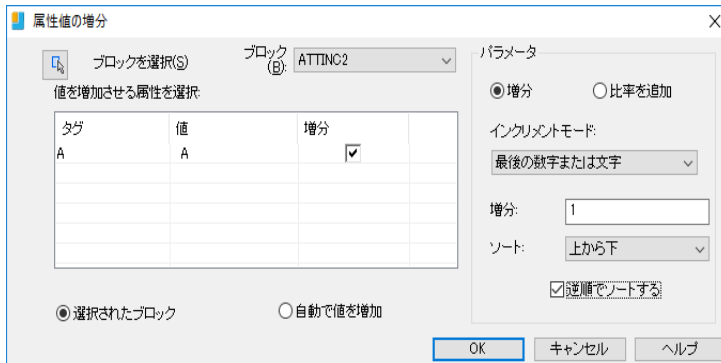 属性値の増分
ブロックを選択(S)
ブロック(B):
ATTINC2
値を増加させる属性を選択:
タグ 値 増分
A A
選択されたブロック
自動で値を増加
パラメータ
増分
比率を追加
インクリメントモード:
最後の数字または文字
増分:
1
ソート:
上から下
逆順でソートする
OK
キャンセル
ヘルプ